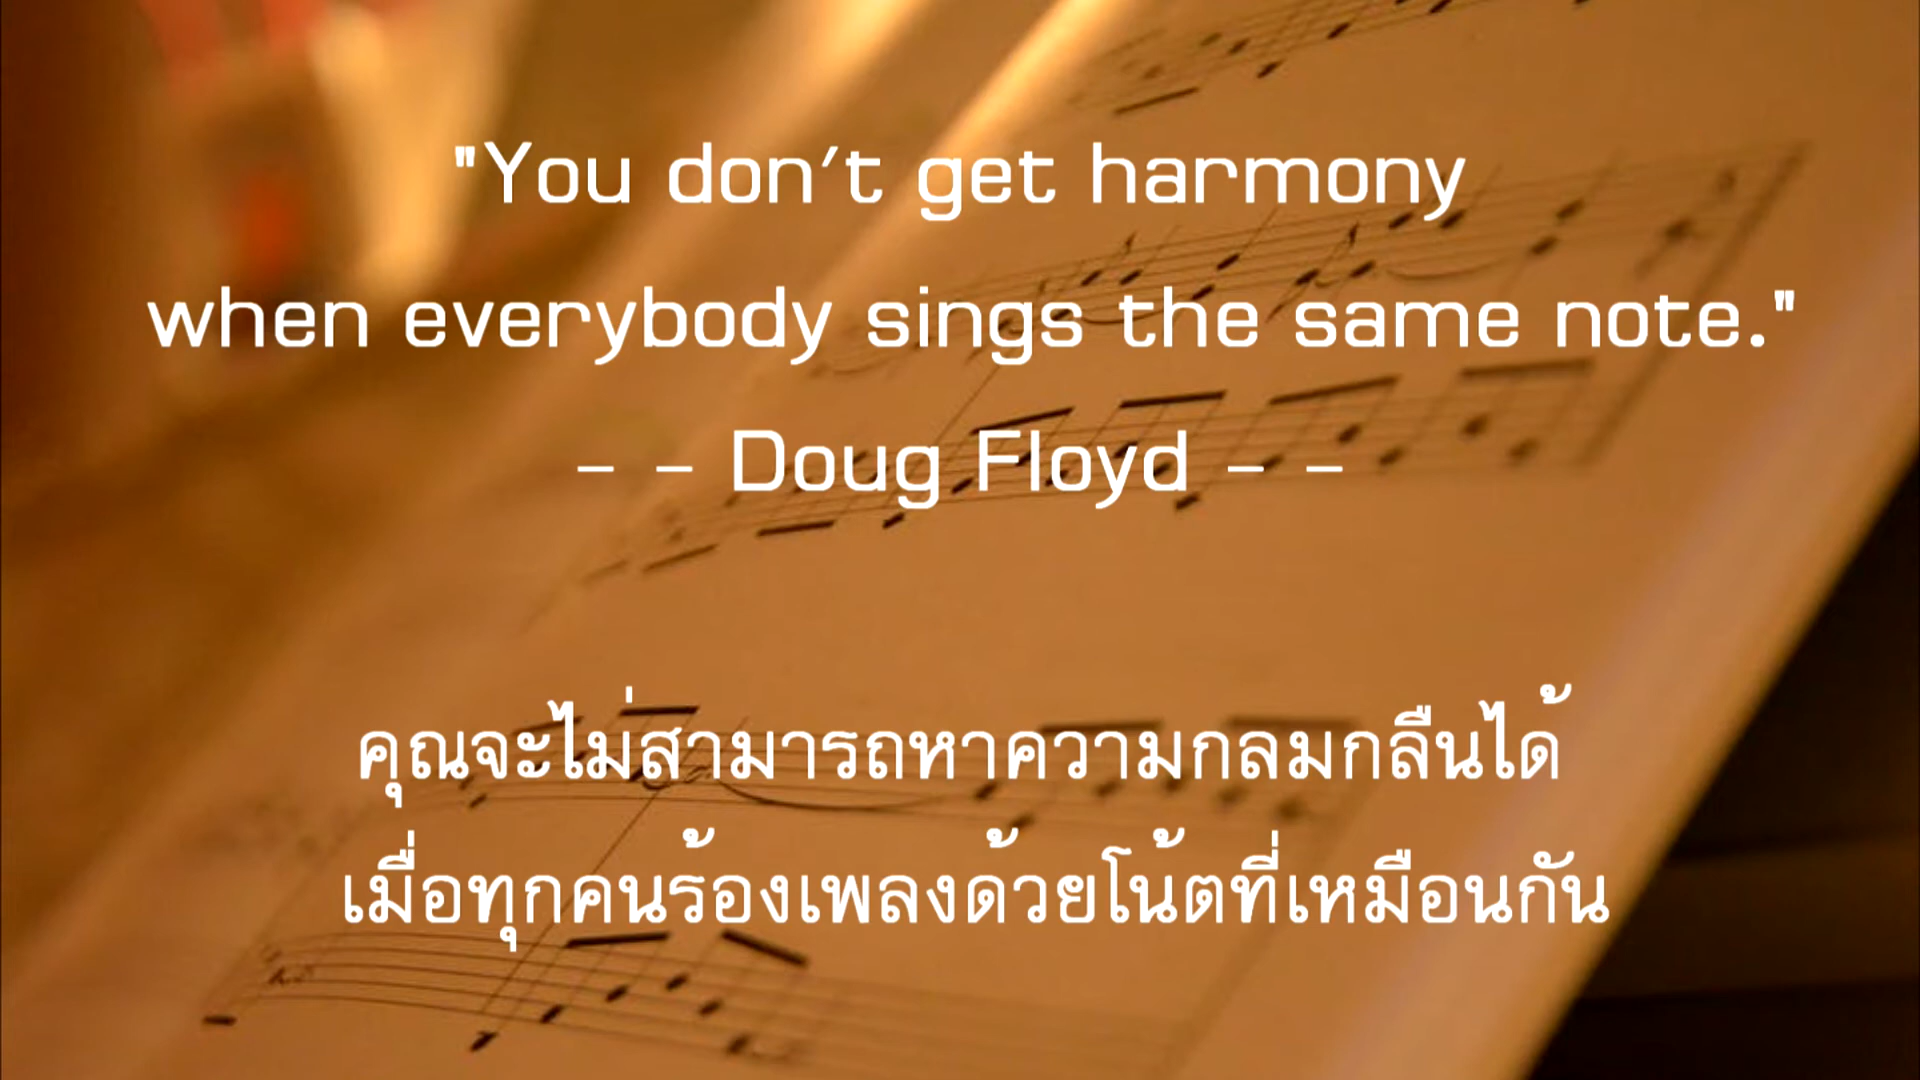 "You don't get harmony
when everybody sings the same note."
- - Doug Floyd - -
คุณจะไม่สามารถหาความกลมกลืนได้
เมื่อทุกคนร้องเพลงด้วยโน้ตที่เหมือนกัน